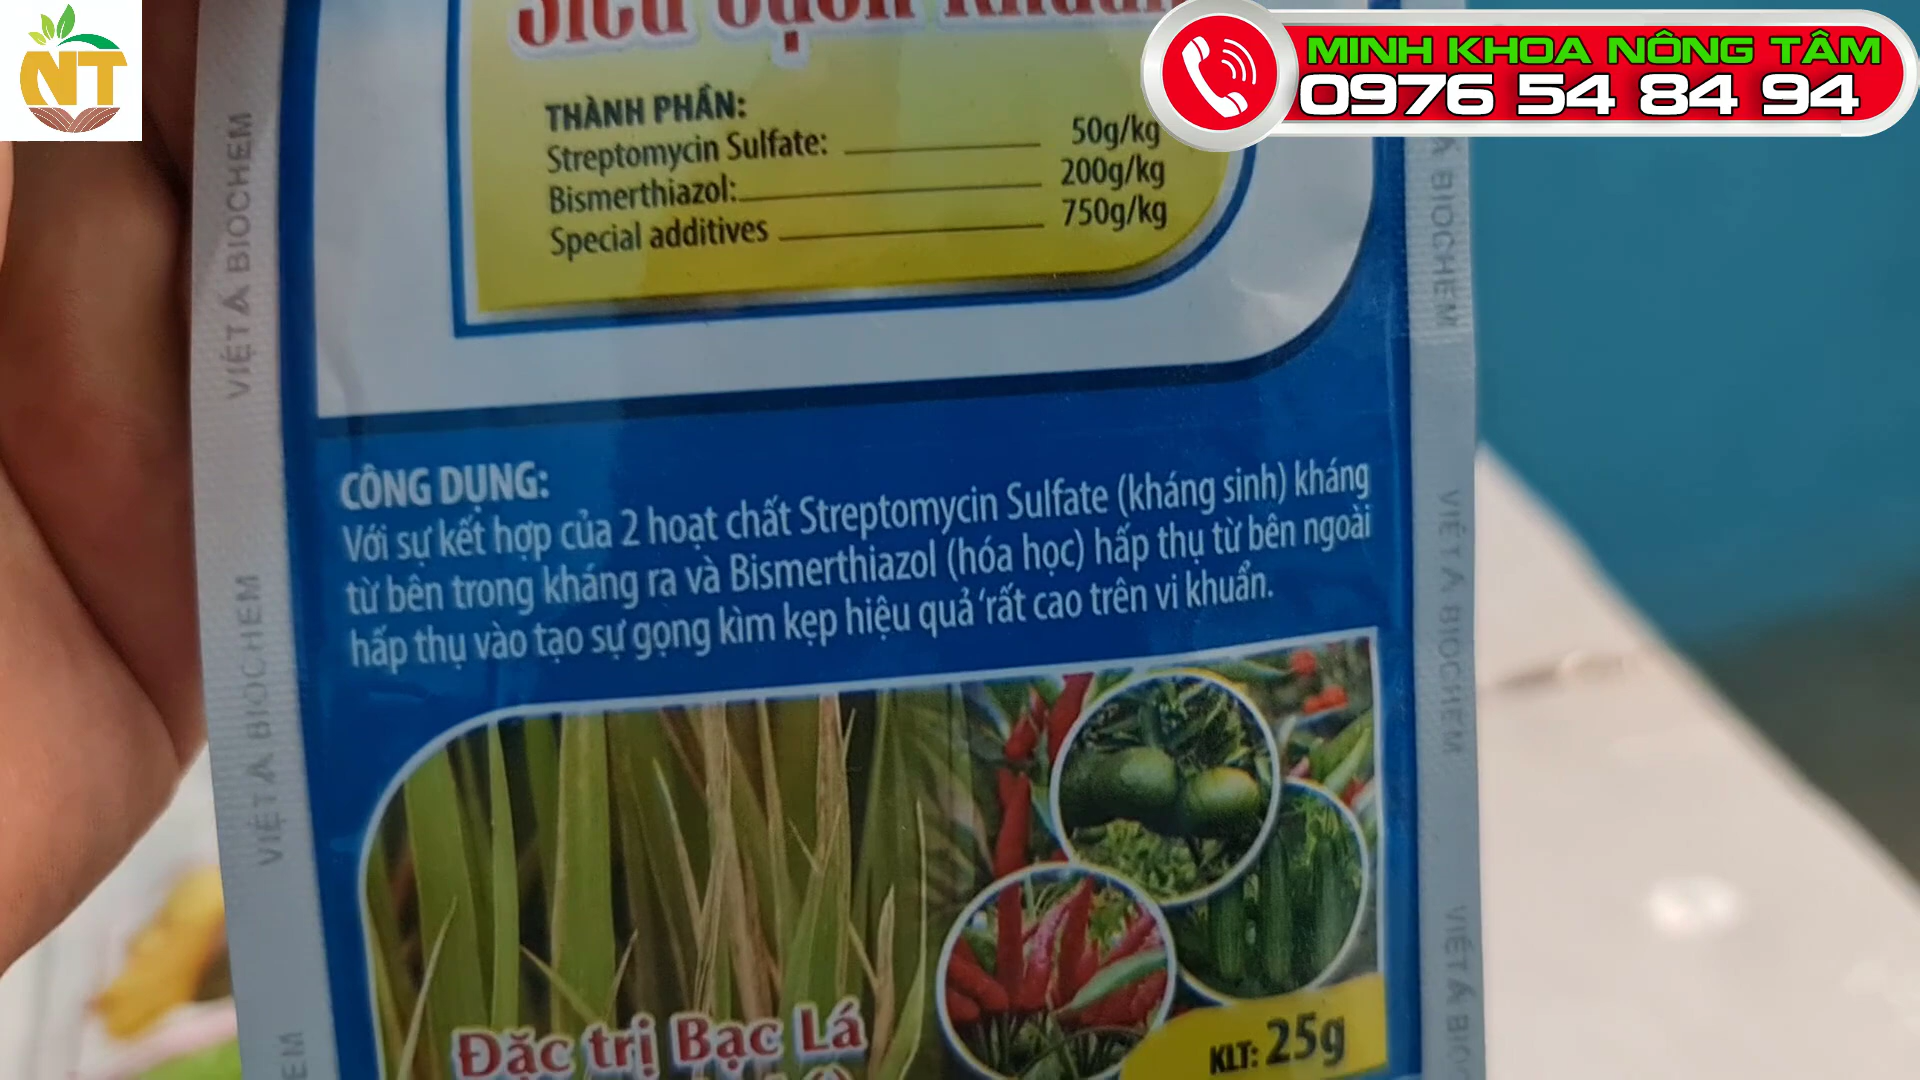 NT
MINH KHOA NÔNG TÂM
0976 54 84 94
THÀNH PHẦN:
Streptomycin Sulfate: 50g/kg
Bismerthiazol: 200g/kg
Special additives 750g/kg
CÔNG DỤNG:
Với sự kết hợp của 2 hoạt chất Streptomycin Sulfate (kháng sinh) kháng
từ bên trong kháng ra và Bismerthiazol (hóa học) hấp thụ từ bên ngoài
hấp thụ vào tạo sự gọng kìm kẹp hiệu quả rất cao trên vi khuẩn.
Đặc trị Bạc Lá
KLT: 25g
VIỆT Á BIOCHEM
VIỆT Á BIOCHEM
EM
Á BIOCHEM
VIỆT Á BIOCHEM
VIỆT Á BIO